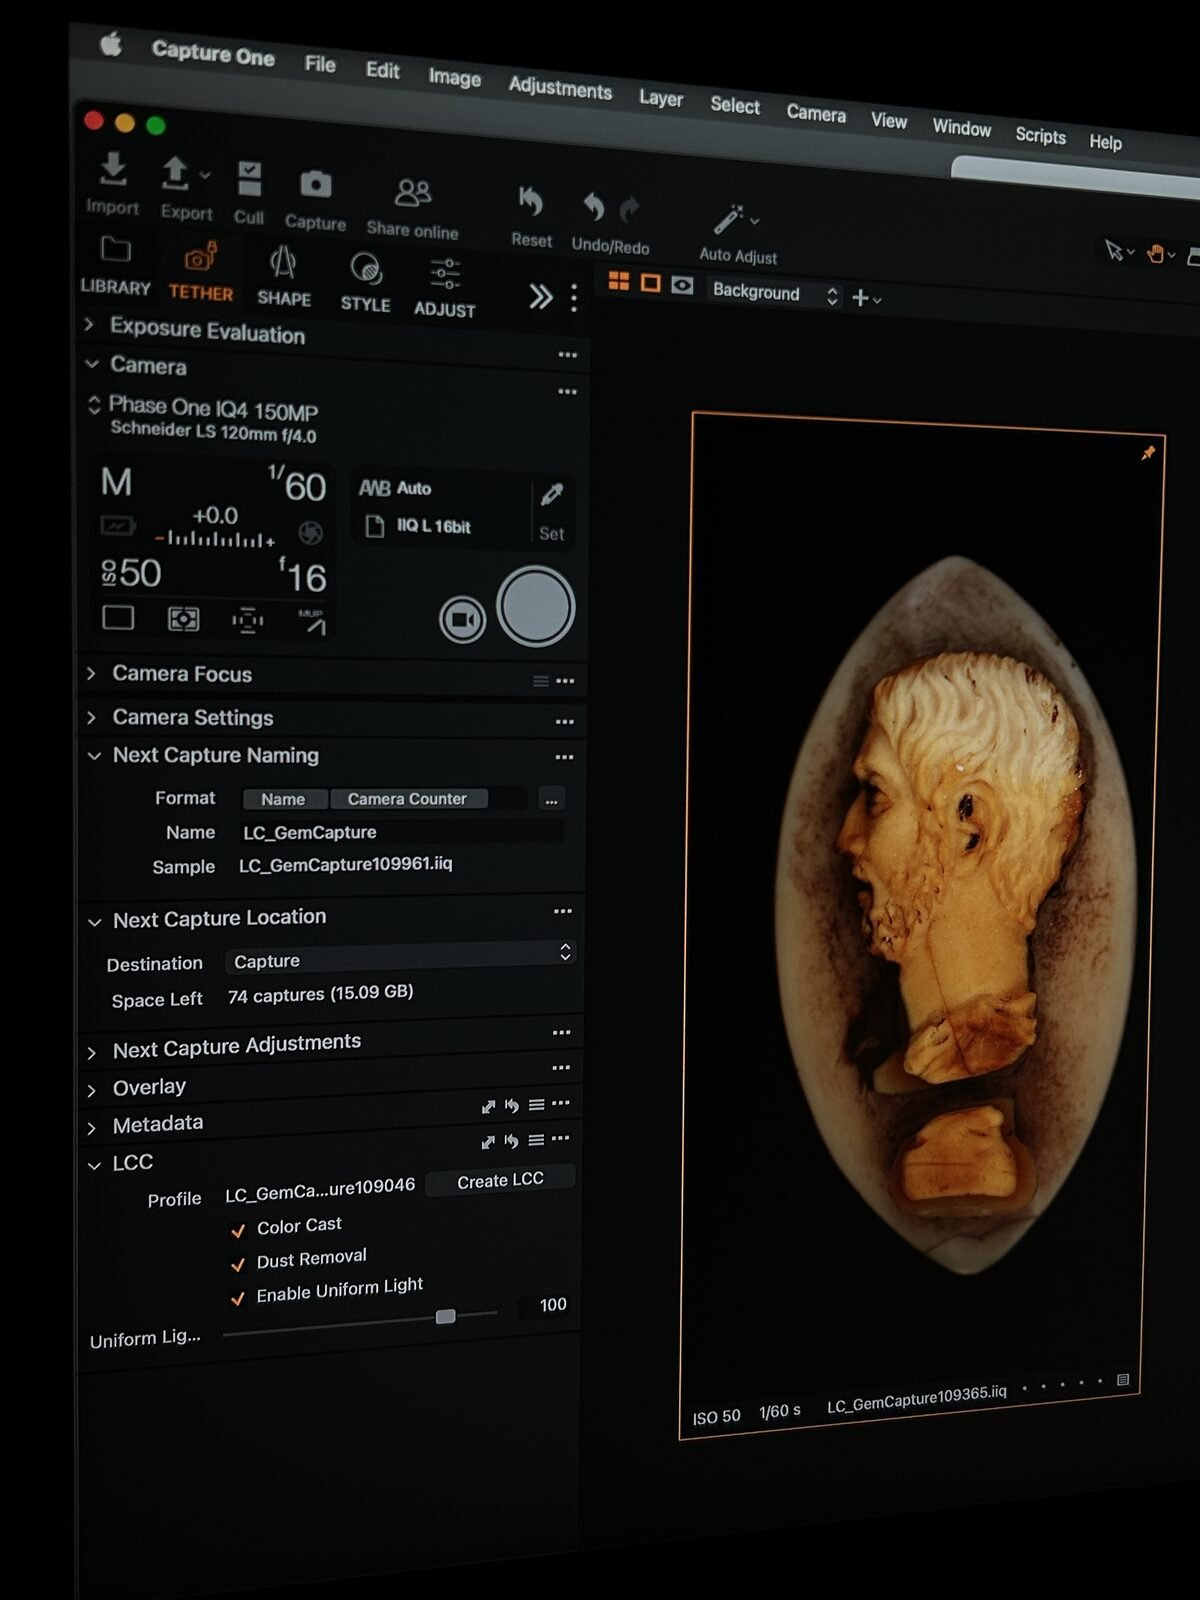 Capture One File Edit Image Adjustments Layer Select Camera View Window Scripts Help
Import Export Cull Capture Share online Reset Undo/Redo Auto Adjust
LIBRARY TETHER SHAPE STYLE ADJUST
Background
Exposure Evaluation
Camera
Phase One IQ4 150MP
Schneider LS 120mm f/4.0
M 1/60
AWB Auto
+0.0
IIQ L 16bit
Set
ISO 50 f16
MUP
Camera Focus
Camera Settings
Next Capture Naming
Format Name Camera Counter ...
Name LC_GemCapture
Sample LC_GemCapture109961.iiq
Next Capture Location
Destination Capture
Space Left 74 captures (15.09 GB)
Next Capture Adjustments
Overlay
Metadata
LCC
Profile LC_GemCa...ure109046 Create LCC
Color Cast
Dust Removal
Enable Uniform Light
Uniform Lig... 100
ISO 50 1/60 s LC_GemCapture109365.iiq